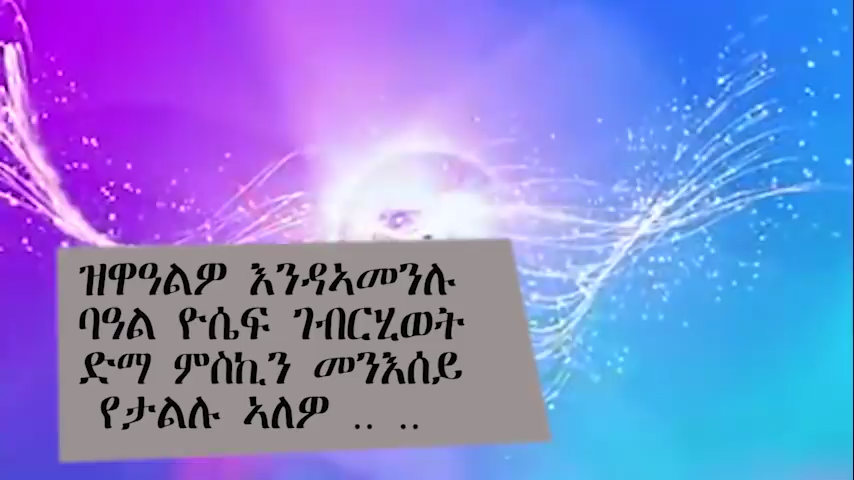 ዝዋዓልዎ እንዳኣመንሉ
ባዓል ዮሴፍ ገብርሂወት
ድማ ምስኪን መንእሰይ
የታልሉ ኣለዎ .. ..